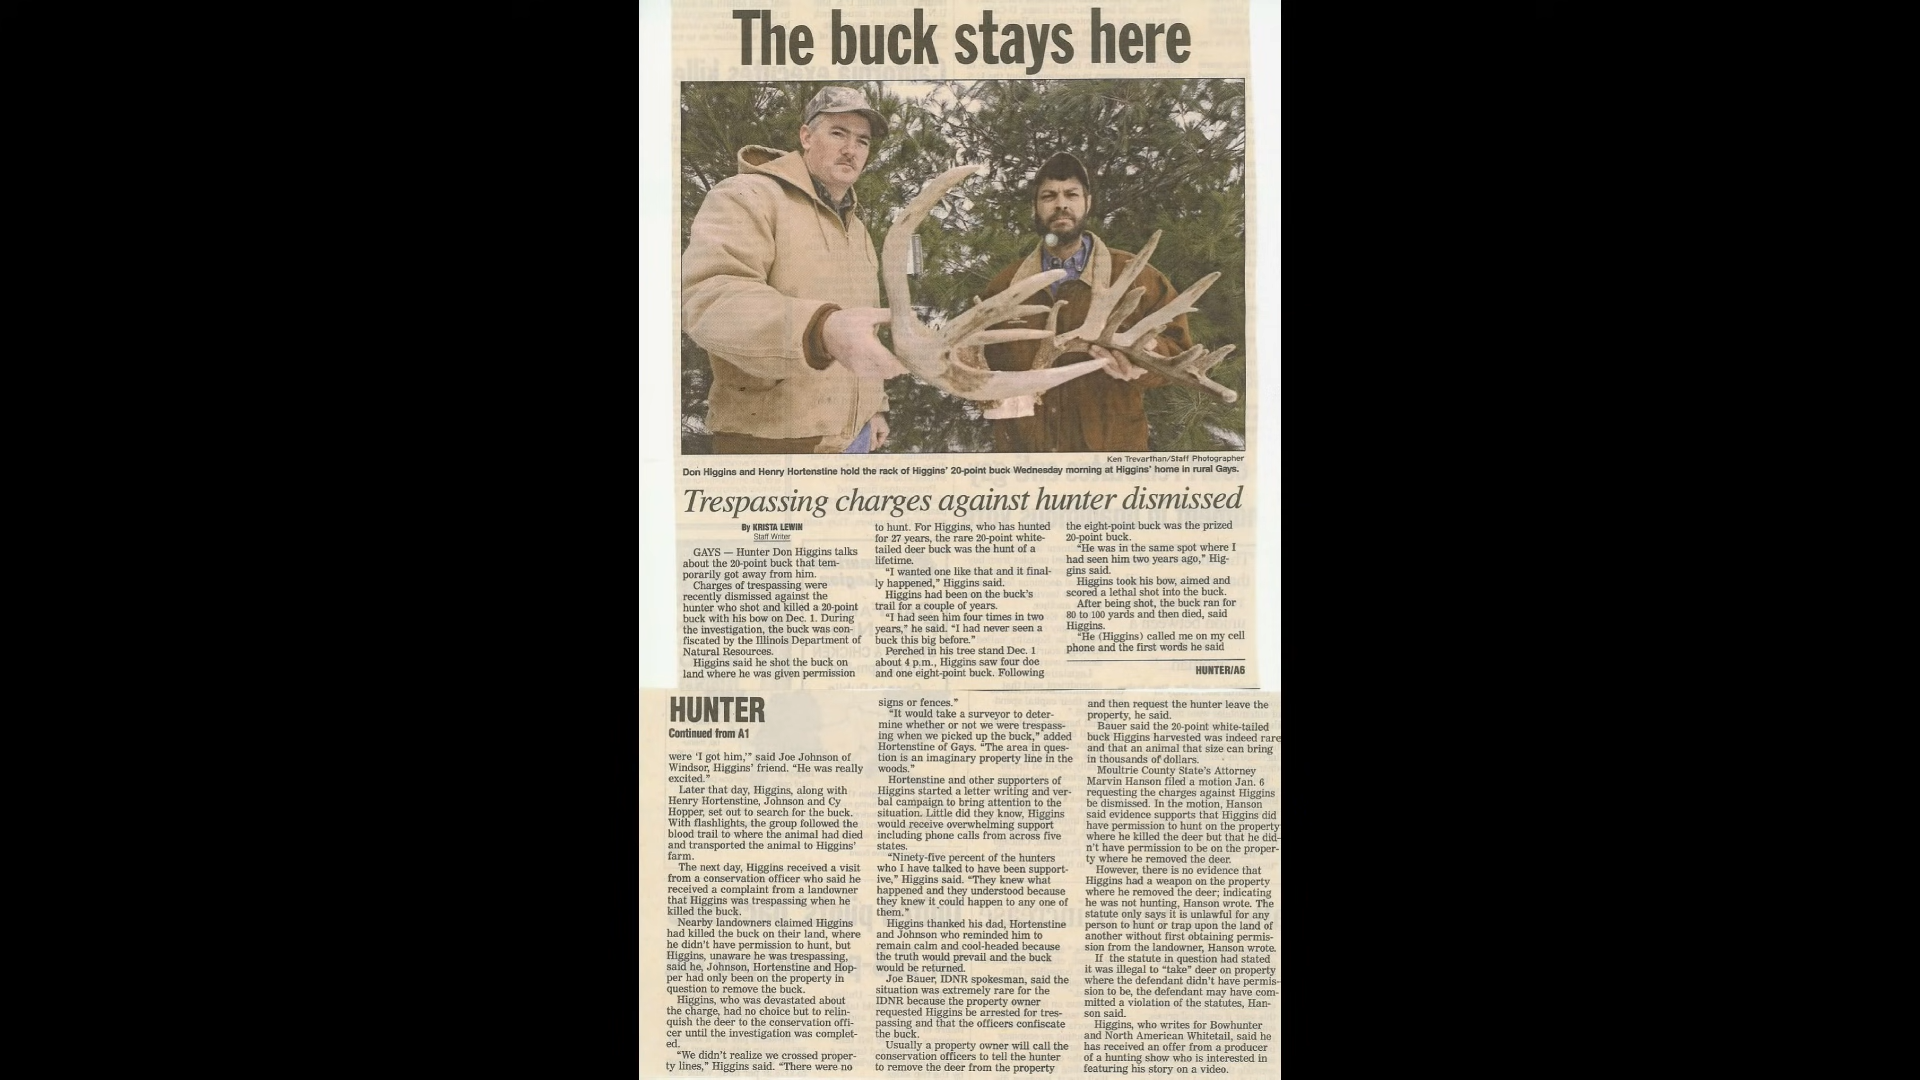 The buck stays here
Ken Trevarthan/Staff Photographer
Don Higgins and Henry Hortenstine hold the rack of Higgins' 20-point buck Wednesday morning at Higgins' home in rural Gays.
Trespassing charges against hunter dismissed
By KRISTA LEWIN
Staff Writer
GAYS — Hunter Don Higgins talks
about the 20-point buck that tem-
porarily got away from him.
Charges of trespassing were
recently dismissed against the
hunter who shot and killed a 20-point
buck with his bow on Dec. 1. During
the investigation, the buck was con-
fiscated by the Illinois Department of
Natural Resources.
Higgins said he shot the buck on
land where he was given permission
to hunt. For Higgins, who has hunted
for 27 years, the rare 20-point white-
tailed deer buck was the hunt of a
lifetime.
"I wanted one like that and it final-
ly happened," Higgins said.
Higgins had been on the buck's
trail for a couple of years.
"I had seen him four times in two
years," he said. "I had never seen a
buck this big before."
Perched in his tree stand Dec. 1
about 4 p.m., Higgins saw four doe
and one eight-point buck. Following
the eight-point buck was the prized
20-point buck.
"He was in the same spot where I
had seen him two years ago," Hig-
gins said.
Higgins took his bow, aimed and
scored a lethal shot into the buck.
After being shot, the buck ran for
80 to 100 yards and then died, said
Higgins.
"He (Higgins) called me on my cell
phone and the first words he said
HUNTER/A6
HUNTER
Continued from A1
were 'I got him,'" said Joe Johnson of
Windsor, Higgins' friend. "He was really
excited."
Later that day, Higgins, along with
Henry Hortenstine, Johnson and Cy
Hopper, set out to search for the buck.
With flashlights, the group followed the
blood trail to where the animal had died
and transported the animal to Higgins'
farm.
The next day, Higgins received a visit
from a conservation officer who said he
received a complaint from a landowner
that Higgins was trespassing when he
killed the buck.
Nearby landowners claimed Higgins
had killed the buck on their land, where
he didn't have permission to hunt, but
Higgins, unaware he was trespassing,
said he, Johnson, Hortenstine and Hop-
per had only been on the property in
question to remove the buck.
Higgins, who was devastated about
the charge, had no choice but to relin-
quish the deer to the conservation offi-
cer until the investigation was complet-
ed.
"We didn't realize we crossed proper-
ty lines," Higgins said. "There were no
signs or fences."
"It would take a surveyor to deter-
mine whether or not we were trespass-
ing when we picked up the buck," added
Hortenstine of Gays. "The area in ques-
tion is an imaginary property line in the
woods."
Hortenstine and other supporters of
Higgins started a letter writing and ver-
bal campaign to bring attention to the
situation. Little did they know, Higgins
would receive overwhelming support
including phone calls from across five
states.
"Ninety-five percent of the hunters
who I have talked to have been support-
ive," Higgins said. "They knew what
happened and they understood because
they knew it could happen to any one of
them."
Higgins thanked his dad, Hortenstine
and Johnson who reminded him to
remain calm and cool-headed because
the truth would prevail and the buck
would be returned.
Joe Bauer, IDNR spokesman, said the
situation was extremely rare for the
IDNR because the property owner
requested Higgins be arrested for tres-
passing and that the officers confiscate
the buck.
Usually a property owner will call the
conservation officers to tell the hunter
to remove the deer from the property
and then request the hunter leave the
property, he said.
Bauer said the 20-point white-tailed
buck Higgins harvested was indeed rare
and that an animal that size can bring
in thousands of dollars.
Moultrie County State's Attorney
Marvin Hanson filed a motion Jan. 6
requesting the charges against Higgins
be dismissed. In the motion, Hanson
said evidence supports that Higgins did
have permission to hunt on the property
where he killed the deer but that he did-
n't have permission to be on the proper-
ty where he removed the deer.
However, there is no evidence that
Higgins had a weapon on the property
where he removed the deer; indicating
he was not hunting, Hanson wrote. The
statute only says it is unlawful for any
person to hunt or trap upon the land of
another without first obtaining permis-
sion from the landowner, Hanson wrote.
If the statute in question had stated
it was illegal to "take" deer on property
where the defendant didn't have permis-
sion to be, the defendant may have com-
mitted a violation of the statutes, Han-
son said.
Higgins, who writes for Bowhunter
and North American Whitetail, said he
has received an offer from a producer
of a hunting show who is interested in
featuring his story on a video.